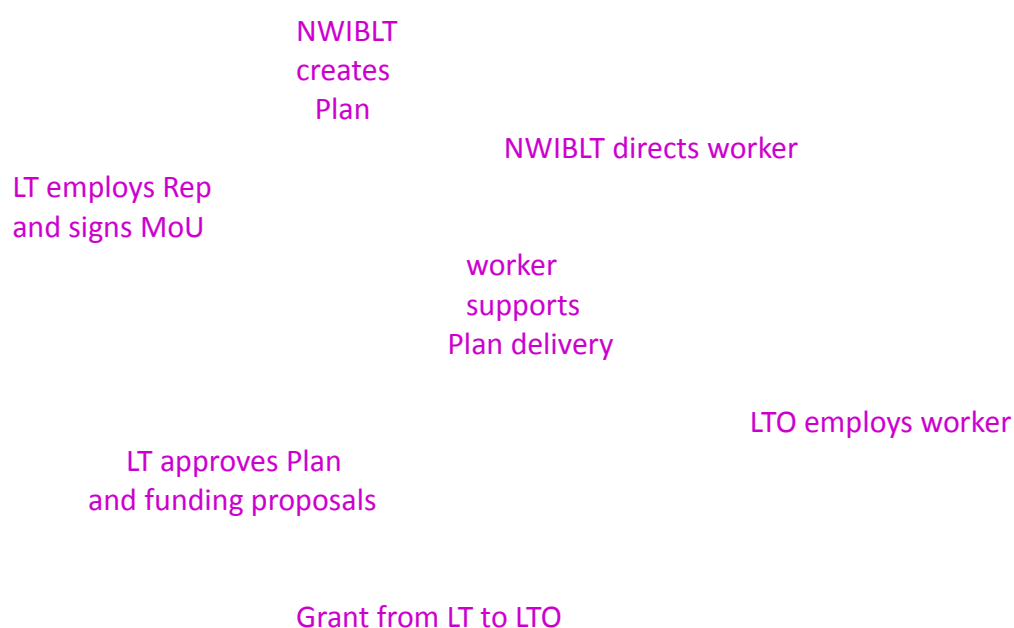 NWIBLT
creates
Plan
NWIBLT directs worker
LT employs Rep
and signs MoU
worker
supports
Plan delivery
LTO employs worker
LT approves Plan
and funding proposals
Grant from LT to LTO